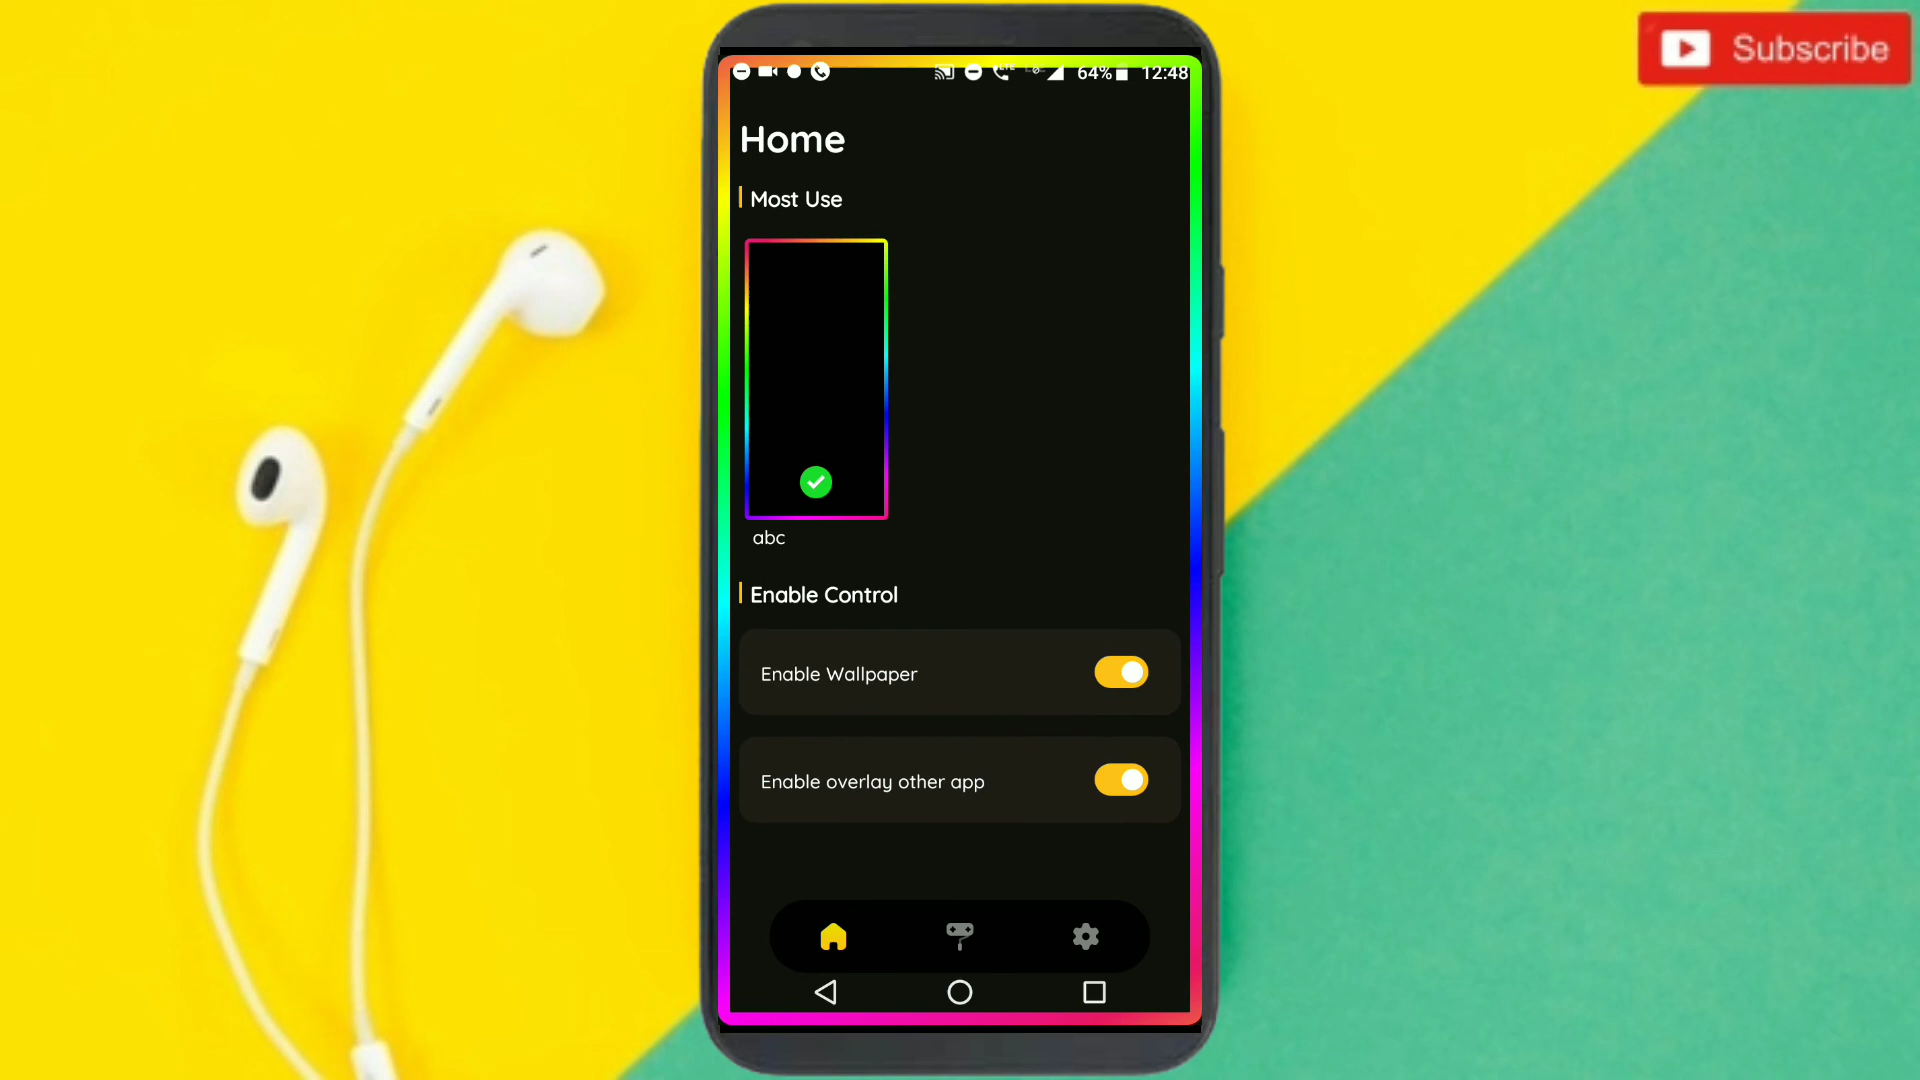 Subscribe
64% 12:48
Home
Most Use
abc
Enable Control
Enable Wallpaper
Enable overlay other app